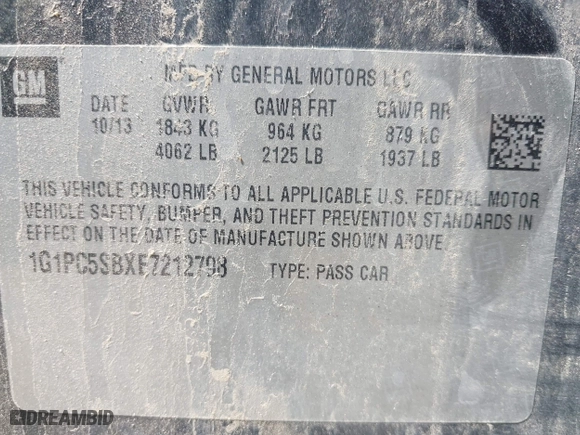 GM
MFD BY GENERAL MOTORS LLC
DATE GVWR GAWR FRT GAWR RR
10/13 1843 KG 964 KG 879 KG
4062 LB 2125 LB 1937 LB
THIS VEHICLE CONFORMS TO ALL APPLICABLE U.S. FEDERAL MOTOR
VEHICLE SAFETY, BUMPER, AND THEFT PREVENTION STANDARDS IN
EFFECT ON THE DATE OF MANUFACTURE SHOWN ABOVE.
1G1PC5SBXE7212798 TYPE: PASS CAR
DREAMBID